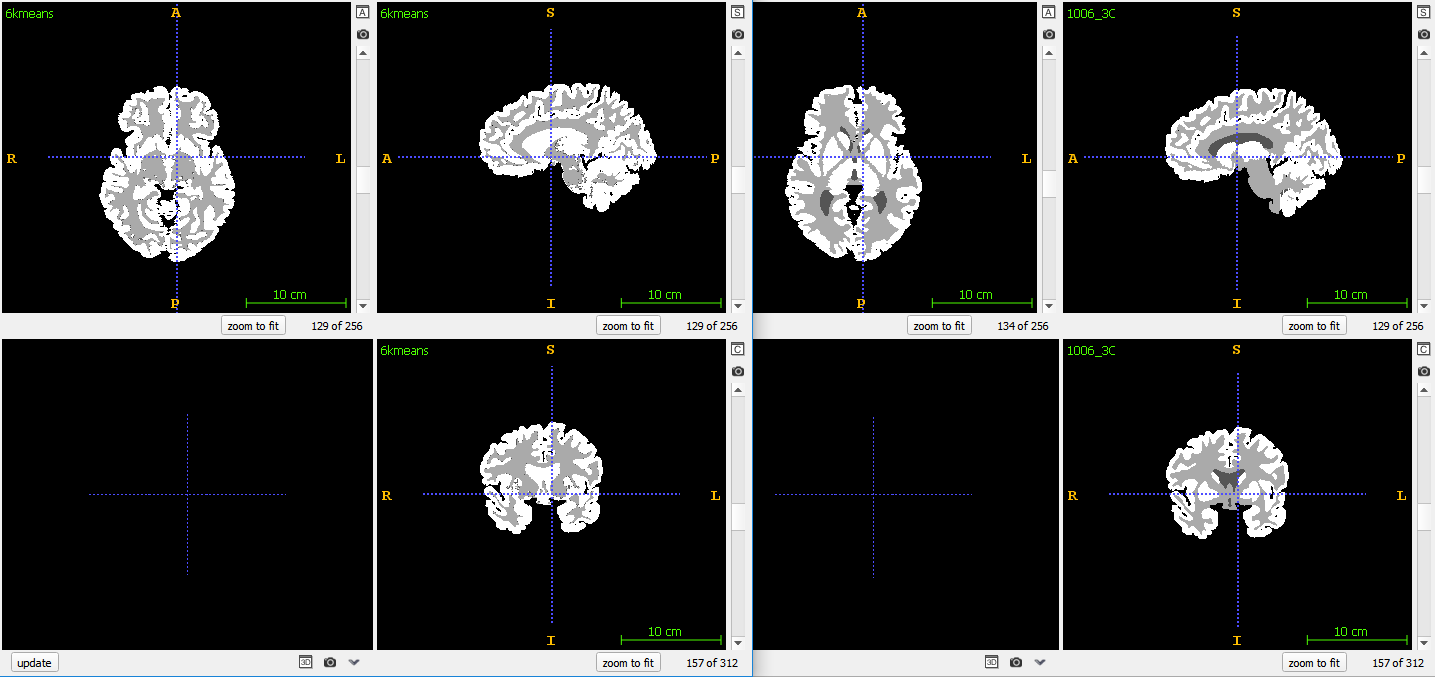 6kmeans A A
R L
P
10 cm
zoom to fit 129 of 256
6kmeans S S
A P
I
10 cm
zoom to fit 129 of 256
A A
L
P
10 cm
zoom to fit 134 of 256
1006_3C S S
A P
I
10 cm
zoom to fit 129 of 256
update 3D
6kmeans S C
R L
I
10 cm
zoom to fit 157 of 312
3D
1006_3C S C
R L
I
10 cm
zoom to fit 157 of 312